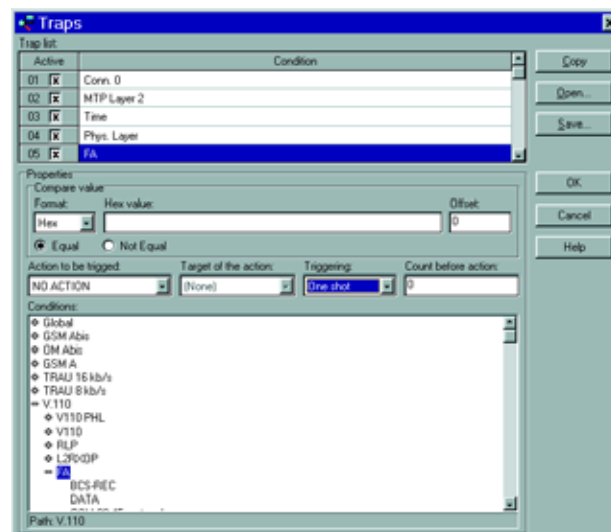 Traps
Trap list:
Active Condition
01 x Conn. 0
02 x MTP Layer 2
03 x Time
04 x Phys. Layer
05 x FA
Copy
Open...
Save...
OK
Cancel
Help
Properties
Compare value
Format: Hex value: Offset:
Hex 0
Equal Not Equal
Action to be trigged: Target of the action: Triggering: Count before action:
NO ACTION (None) One shot 0
Conditions:
Global
GSM Abis
OM Abis
GSM A
TRAU 16 kb/s
TRAU 8 kb/s
V.110
V110 PHL
V110
RLP
FA
BCS-REC
DATA
Path: V.110